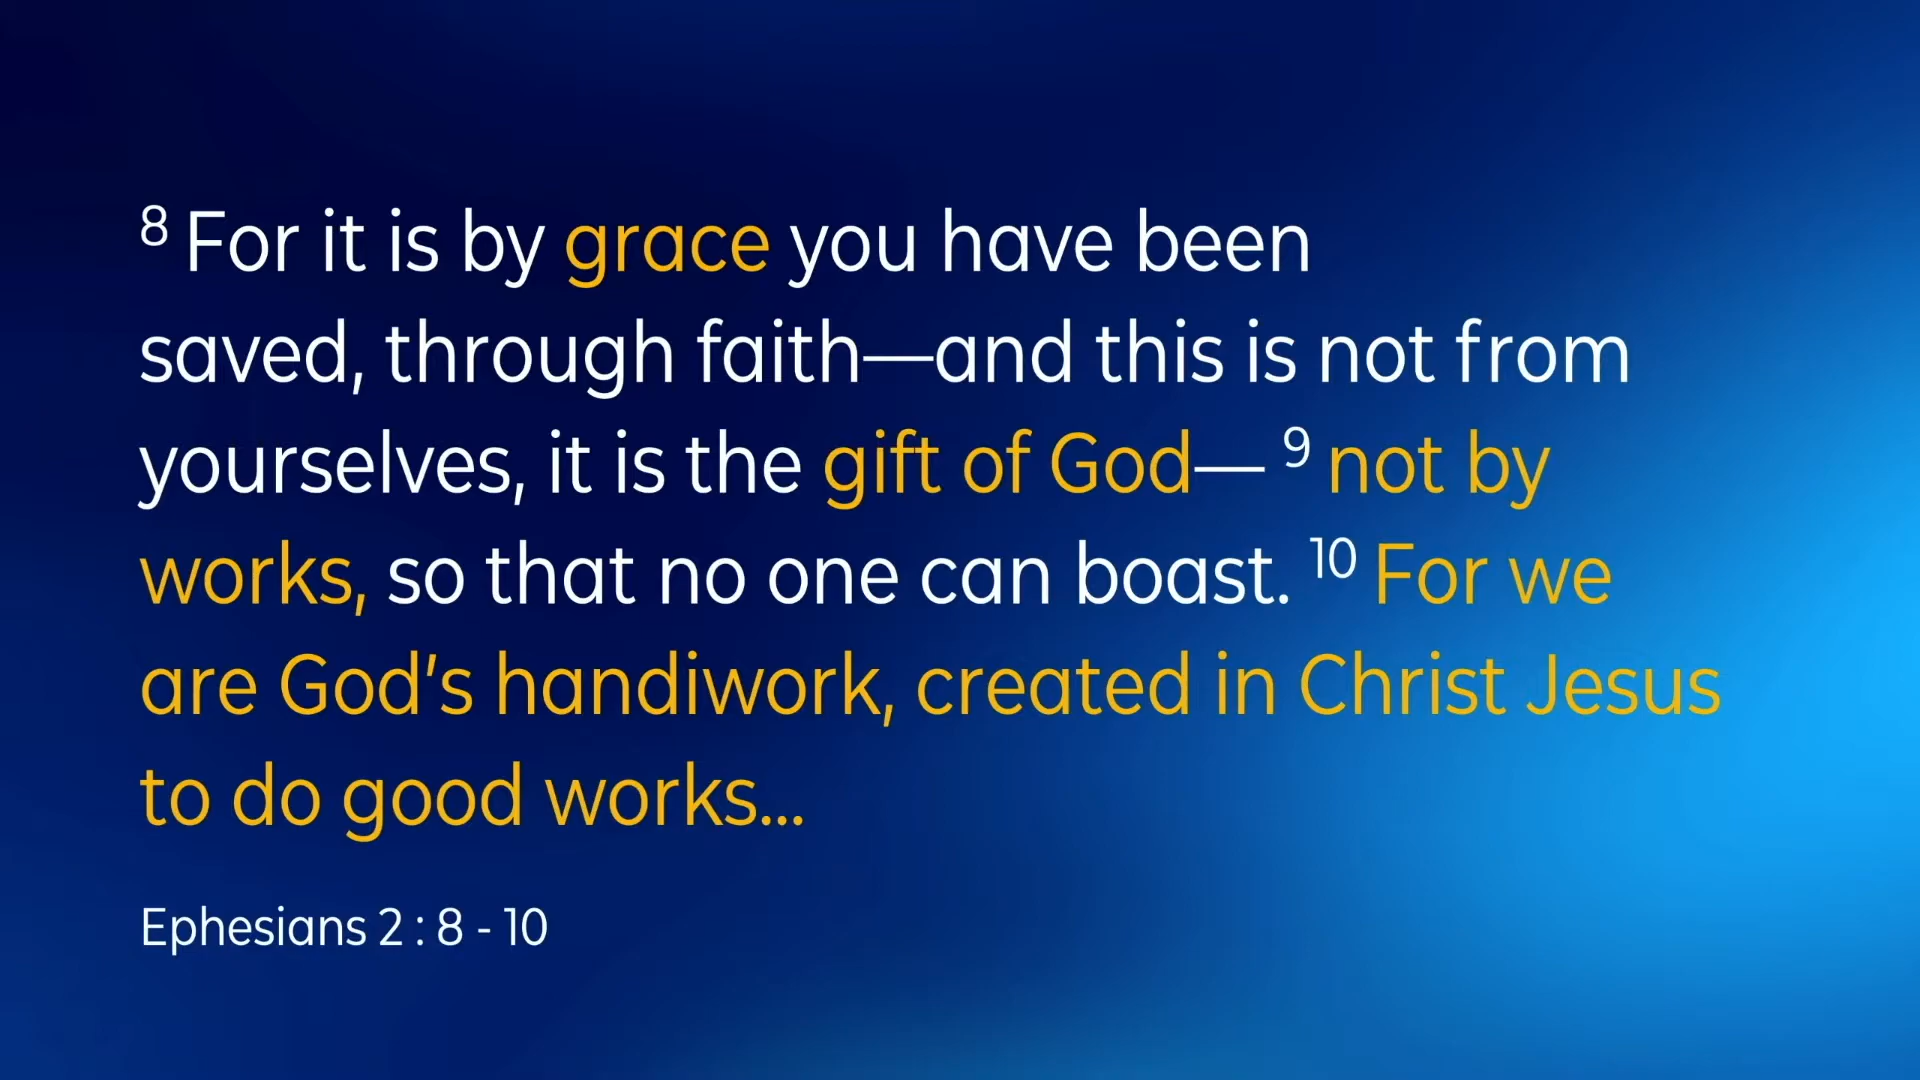 8 For it is by grace you have been
saved, through faith—and this is not from
yourselves, it is the gift of God— 9 not by
works, so that no one can boast. 10 For we
are God’s handiwork, created in Christ Jesus
to do good works...
Ephesians 2 : 8 - 10